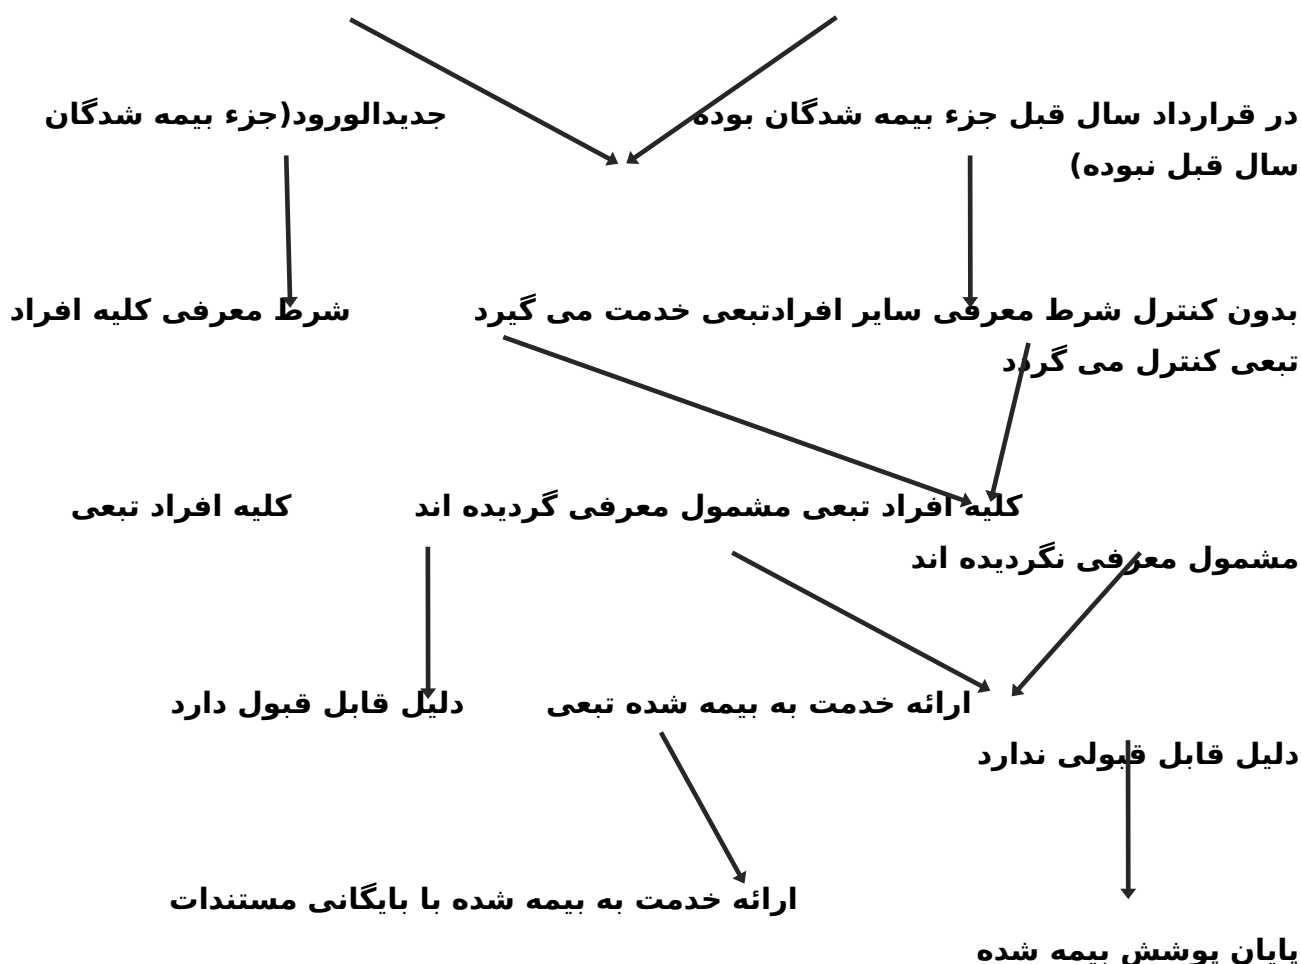 در قرارداد سال قبل جزء بیمه شدگان بوده جدیدالورود(جزء بیمه شدگان
سال قبل نبوده)
بدون کنترل شرط معرفی سایر افرادتبعی خدمت می گیرد شرط معرفی کلیه افراد
تبعی کنترل می گردد
کلیه افراد تبعی مشمول معرفی گردیده اند کلیه افراد تبعی
مشمول معرفی نگردیده اند
ارائه خدمت به بیمه شده تبعی دلیل قابل قبول دارد
دلیل قابل قبولی ندارد
ارائه خدمت به بیمه شده با بایگانی مستندات
پایان پوشش بیمه شده